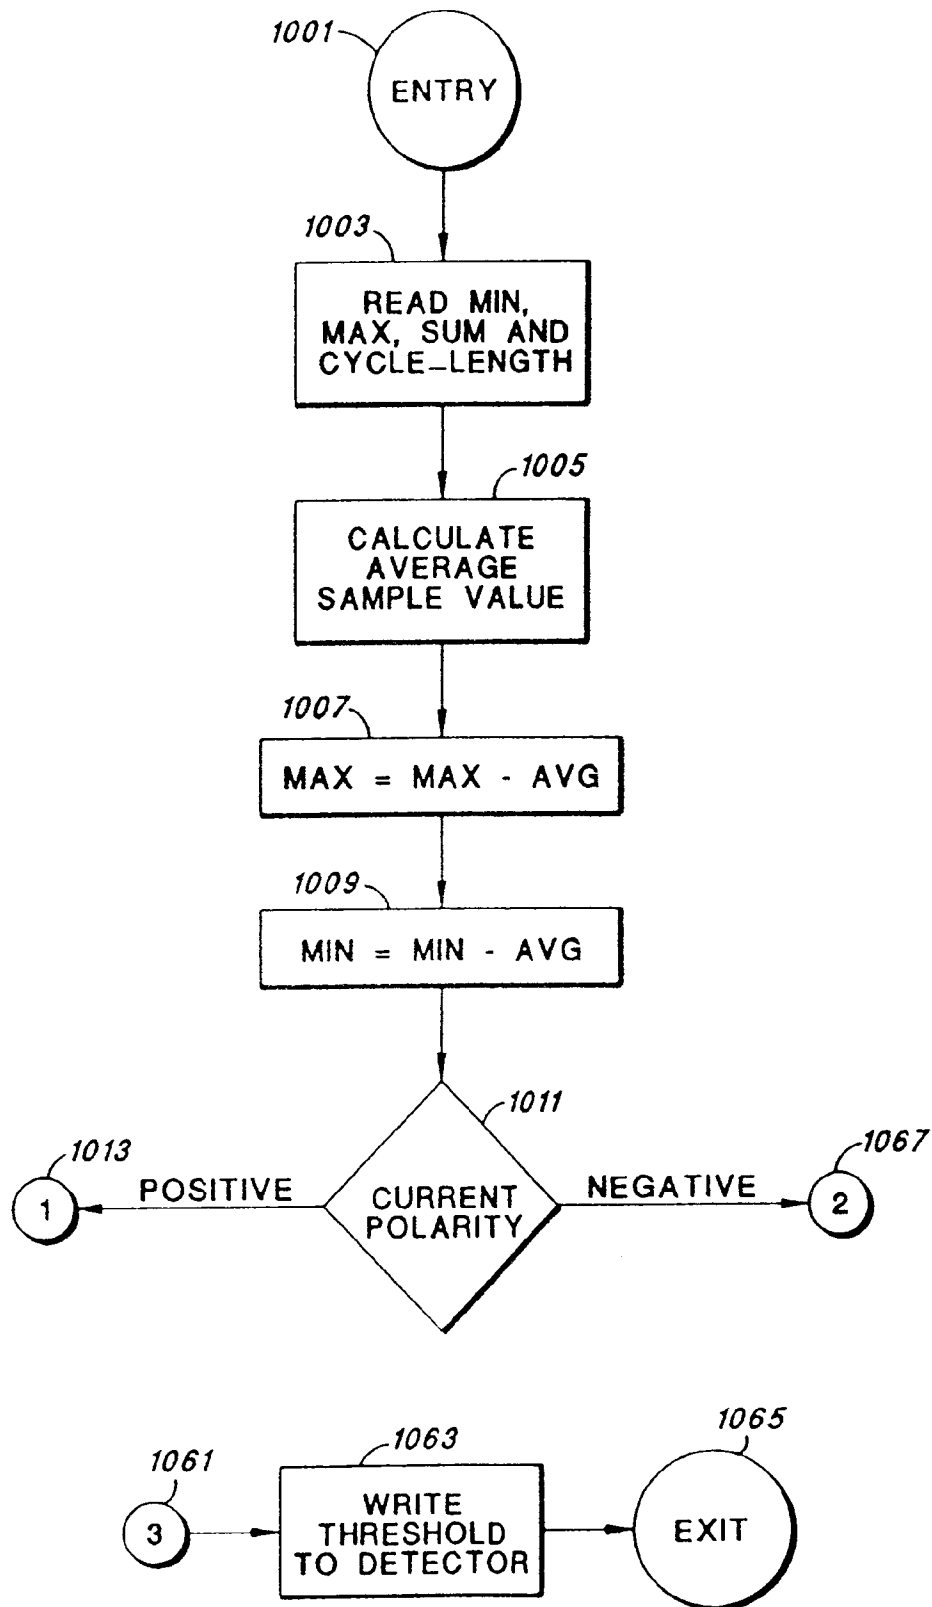 1001
ENTRY
1003
READ MIN,
MAX, SUM AND
CYCLE-LENGTH
1005
CALCULATE
AVERAGE
SAMPLE VALUE
1007
MAX = MAX - AVG
1009
MIN = MIN - AVG
1011
1013
1067
1
POSITIVE
CURRENT
POLARITY
NEGATIVE
2
1061
1063
1065
3
WRITE
THRESHOLD
TO DETECTOR
EXIT